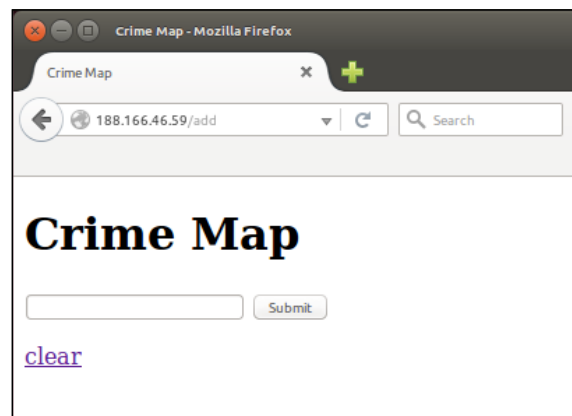 Crime Map - Mozilla Firefox
Crime Map
188.166.46.59/add
Search
Crime Map
Submit
clear